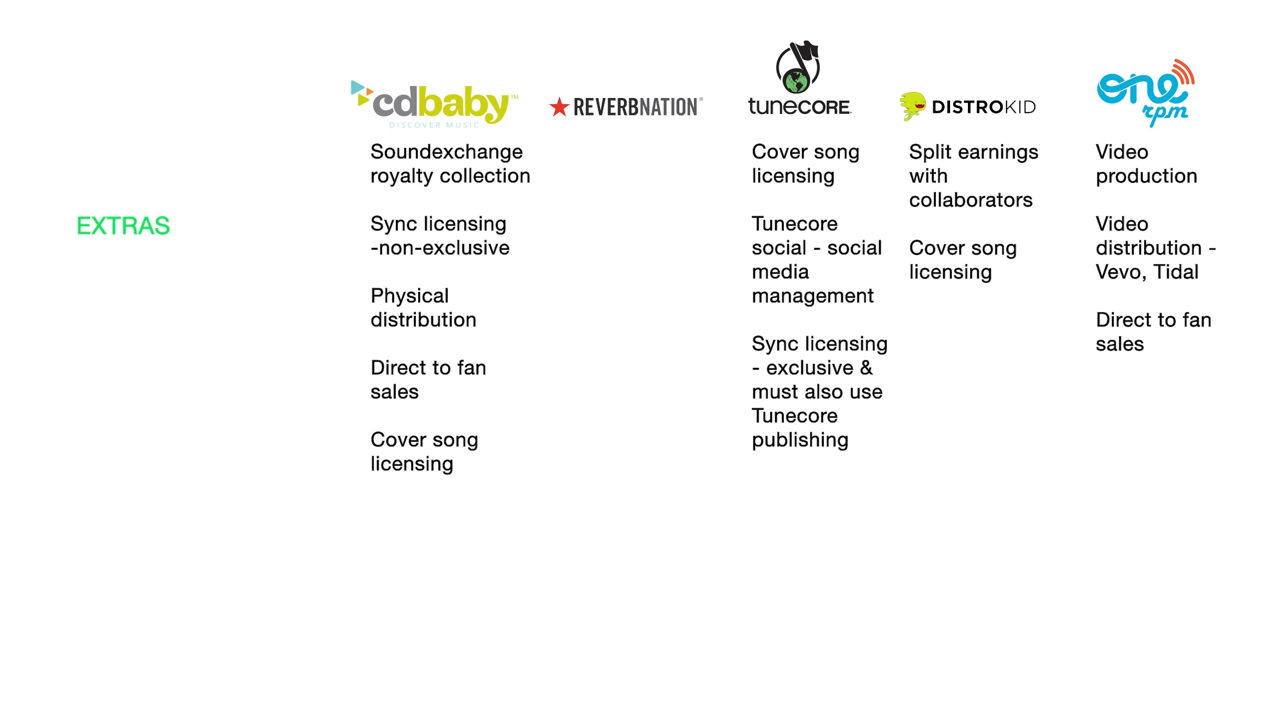 cdbaby™
DISCOVER MUSIC
REVERBNATION®
tunecore
DISTROKID
one
rpm
EXTRAS
Soundexchange
royalty collection
Sync licensing
-non-exclusive
Physical
distribution
Direct to fan
sales
Cover song
licensing
Cover song
licensing
Tunecore
social - social
media
management
Sync licensing
- exclusive &
must also use
Tunecore
publishing
Split earnings
with
collaborators
Cover song
licensing
Video
production
Video
distribution -
Vevo, Tidal
Direct to fan
sales